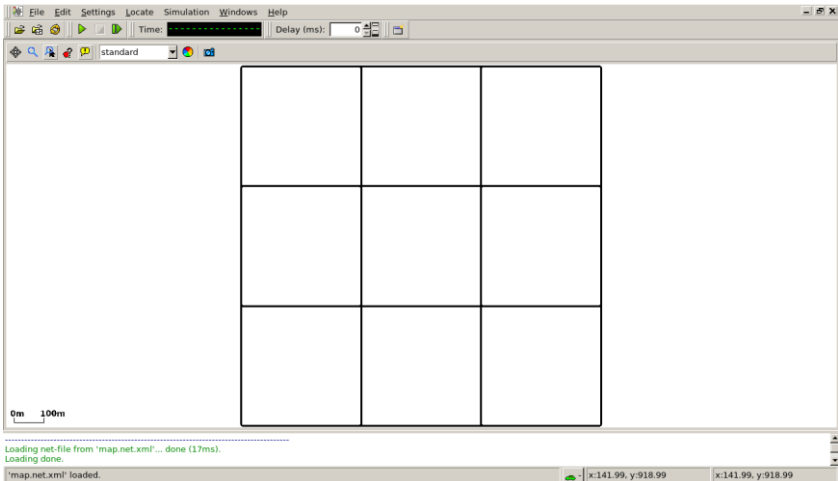 File Edit Settings Locate Simulation Windows Help
Time: Delay (ms): 0
standard
0m 100m
Loading net-file from 'map.net.xml'... done (17ms).
Loading done.
'map.net.xml' loaded. x:141.99, y:918.99 x:141.99, y:918.99